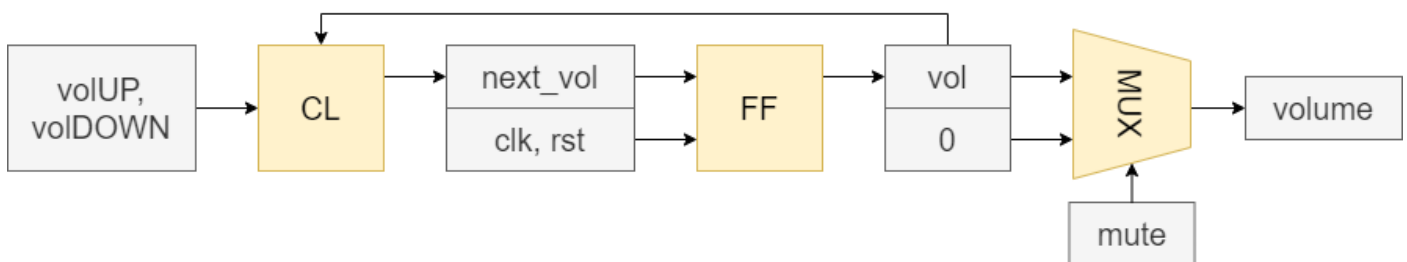 volUP,
volDOWN
CL
next_vol
clk, rst
FF
vol
0
MUX
mute
volume